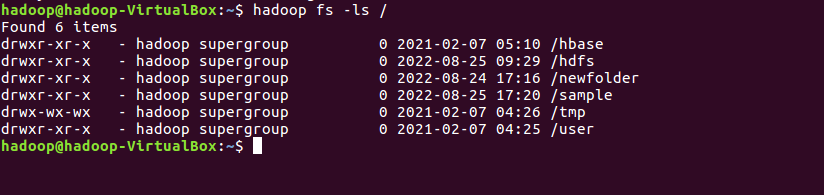 hadoop@hadoop-VirtualBox:~$ hadoop fs -ls /
Found 6 items
drwxr-xr-x   - hadoop supergroup          0 2021-02-07 05:10 /hbase
drwxr-xr-x   - hadoop supergroup          0 2022-08-25 09:29 /hdfs
drwxr-xr-x   - hadoop supergroup          0 2022-08-24 17:16 /newfolder
drwxr-xr-x   - hadoop supergroup          0 2022-08-25 17:20 /sample
drwx-wx-wx   - hadoop supergroup          0 2021-02-07 04:26 /tmp
drwxr-xr-x   - hadoop supergroup          0 2021-02-07 04:25 /user
hadoop@hadoop-VirtualBox:~$